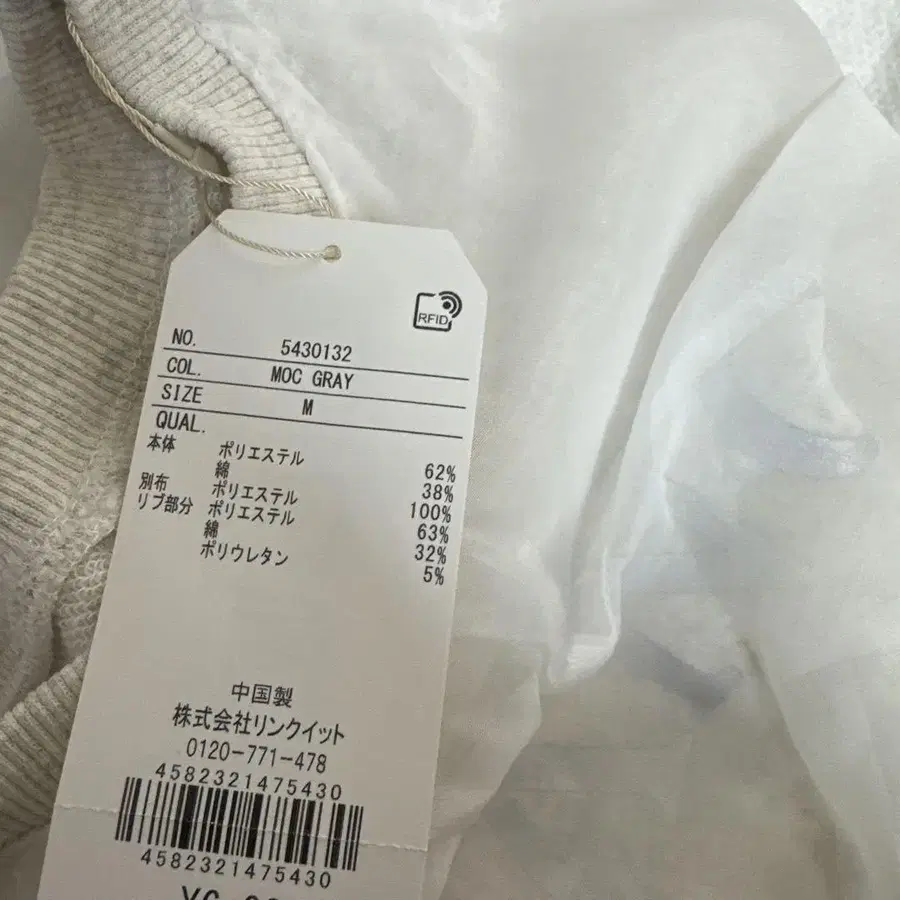 RFID
NO. 5430132
COL. MOC GRAY
SIZE M
QUAL.
本体 ポリエステル 62%
綿 38%
別布 ポリエステル 100%
リブ部分 ポリエステル 63%
綿 32%
ポリウレタン 5%
中国製
株式会社リンクイット
0120-771-478
4582321475430
4582321475430